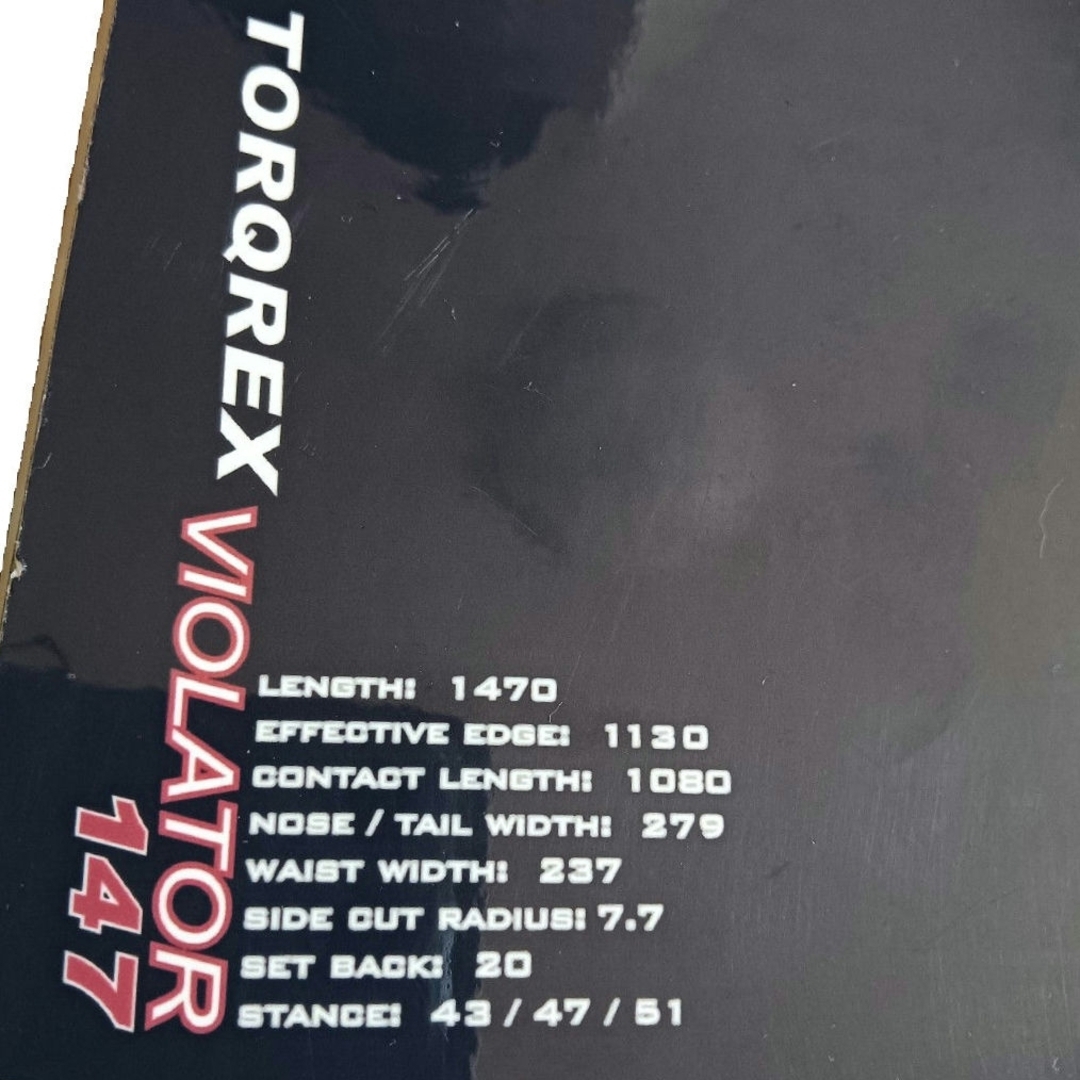 TORQREX VIOLATOR
147
LENGTH: 1470
EFFECTIVE EDGE: 1130
CONTACT LENGTH: 1080
NOSE / TAIL WIDTH: 279
WAIST WIDTH: 237
SIDE CUT RADIUS: 7.7
SET BACK: 20
STANCE: 43 / 47 / 51